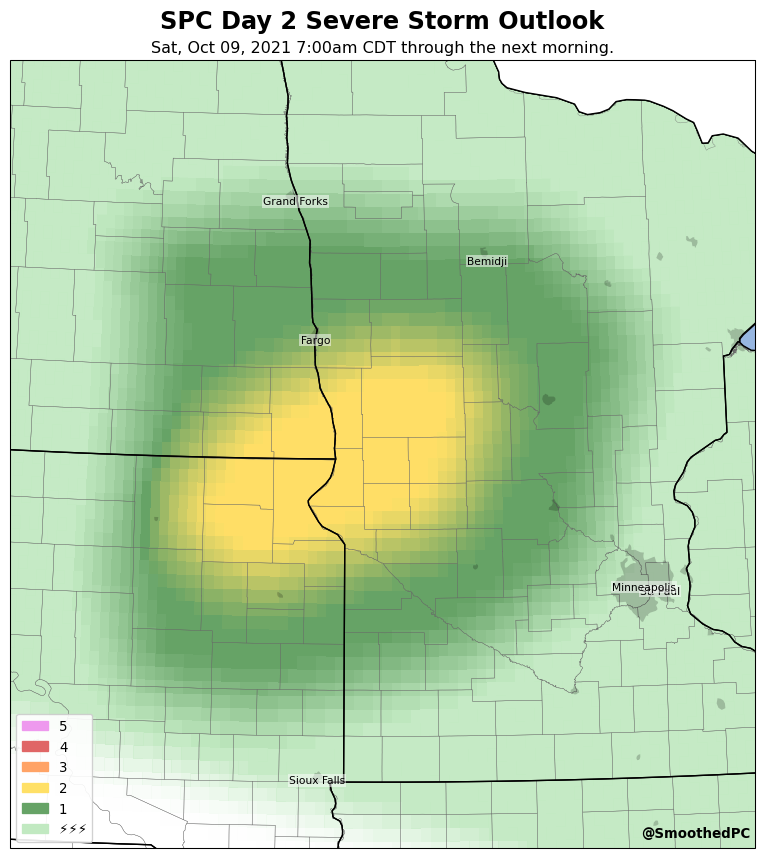 SPC Day 2 Severe Storm Outlook
Sat, Oct 09, 2021 7:00am CDT through the next morning.
Grand Forks
Bemidji
Fargo
Minneapolis
St. Paul
Sioux Falls
5
4
3
2
1
⚡⚡⚡
@SmoothedPC